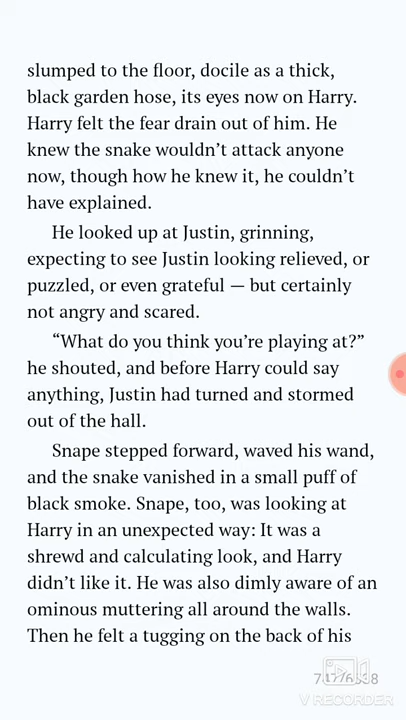 slumped to the floor, docile as a thick,
black garden hose, its eyes now on Harry.
Harry felt the fear drain out of him. He
knew the snake wouldn’t attack anyone
now, though how he knew it, he couldn’t
have explained.
He looked up at Justin, grinning,
expecting to see Justin looking relieved, or
puzzled, or even grateful — but certainly
not angry and scared.
“What do you think you’re playing at?”
he shouted, and before Harry could say
anything, Justin had turned and stormed
out of the hall.
Snape stepped forward, waved his wand,
and the snake vanished in a small puff of
black smoke. Snape, too, was looking at
Harry in an unexpected way: It was a
shrewd and calculating look, and Harry
didn’t like it. He was also dimly aware of an
ominous muttering all around the walls.
Then he felt a tugging on the back of his
V RECORDER